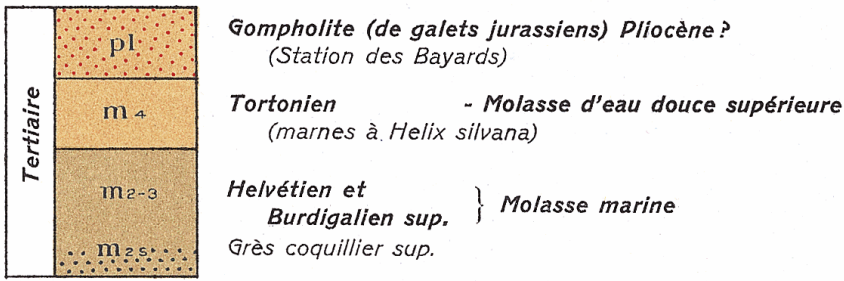 Tertiaire
pl
Gompholite (de galets jurassiens) Pliocène?
(Station des Bayards)
m4
Tortonien - Molasse d'eau douce supérieure
(marnes à Helix silvana)
m2-3
Helvétien et
Burdigalien sup. } Molasse marine
m2s
Grès coquillier sup.